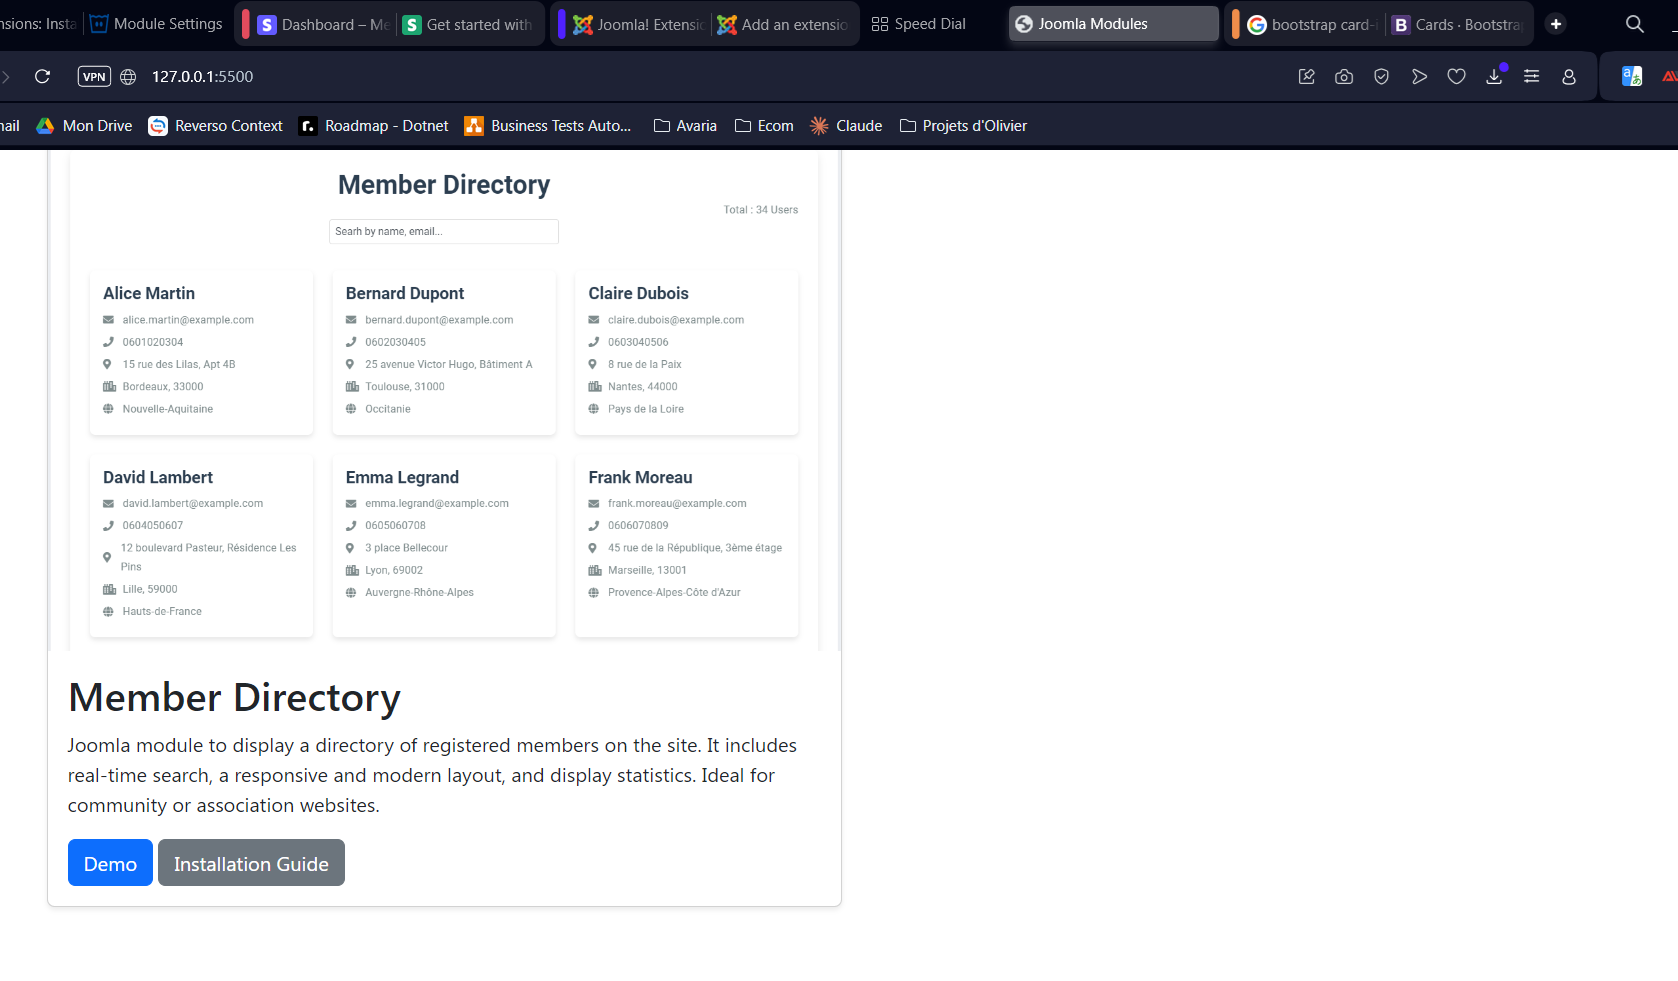 nsions: Insta
Module Settings
Dashboard – Me
Get started with
Joomla! Extensio
Add an extensio
Speed Dial
Joomla Modules
bootstrap card-i
Cards · Bootstrap
VPN
127.0.0.1:5500
nail
Mon Drive
Reverso Context
Roadmap - Dotnet
Business Tests Auto...
Avaria
Ecom
Claude
Projets d'Olivier
Member Directory
Total : 34 Users
Searh by name, email...
Alice Martin
alice.martin@example.com
0601020304
15 rue des Lilas, Apt 4B
Bordeaux, 33000
Nouvelle-Aquitaine
Bernard Dupont
bernard.dupont@example.com
0602030405
25 avenue Victor Hugo, Bâtiment A
Toulouse, 31000
Occitanie
Claire Dubois
claire.dubois@example.com
0603040506
8 rue de la Paix
Nantes, 44000
Pays de la Loire
David Lambert
david.lambert@example.com
0604050607
12 boulevard Pasteur, Résidence Les
Pins
Lille, 59000
Hauts-de-France
Emma Legrand
emma.legrand@example.com
0605060708
3 place Bellecour
Lyon, 69002
Auvergne-Rhône-Alpes
Frank Moreau
frank.moreau@example.com
0606070809
45 rue de la République, 3ème étage
Marseille, 13001
Provence-Alpes-Côte d'Azur
Member Directory
Joomla module to display a directory of registered members on the site. It includes
real-time search, a responsive and modern layout, and display statistics. Ideal for
community or association websites.
Demo
Installation Guide